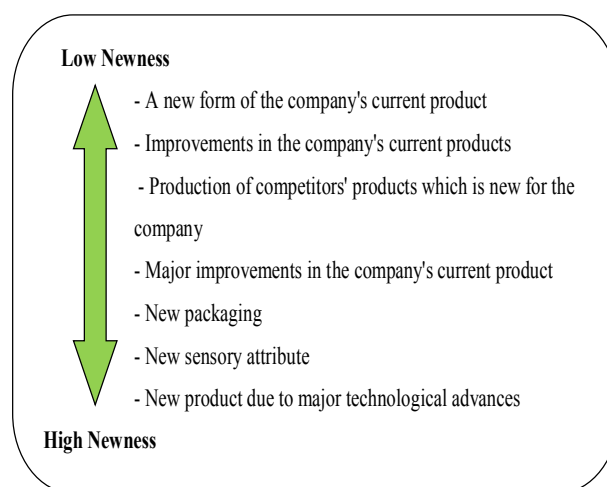 Low Newness
- A new form of the company's current product
- Improvements in the company's current products
- Production of competitors' products which is new for the
company
- Major improvements in the company's current product
- New packaging
- New sensory attribute
- New product due to major technological advances
High Newness